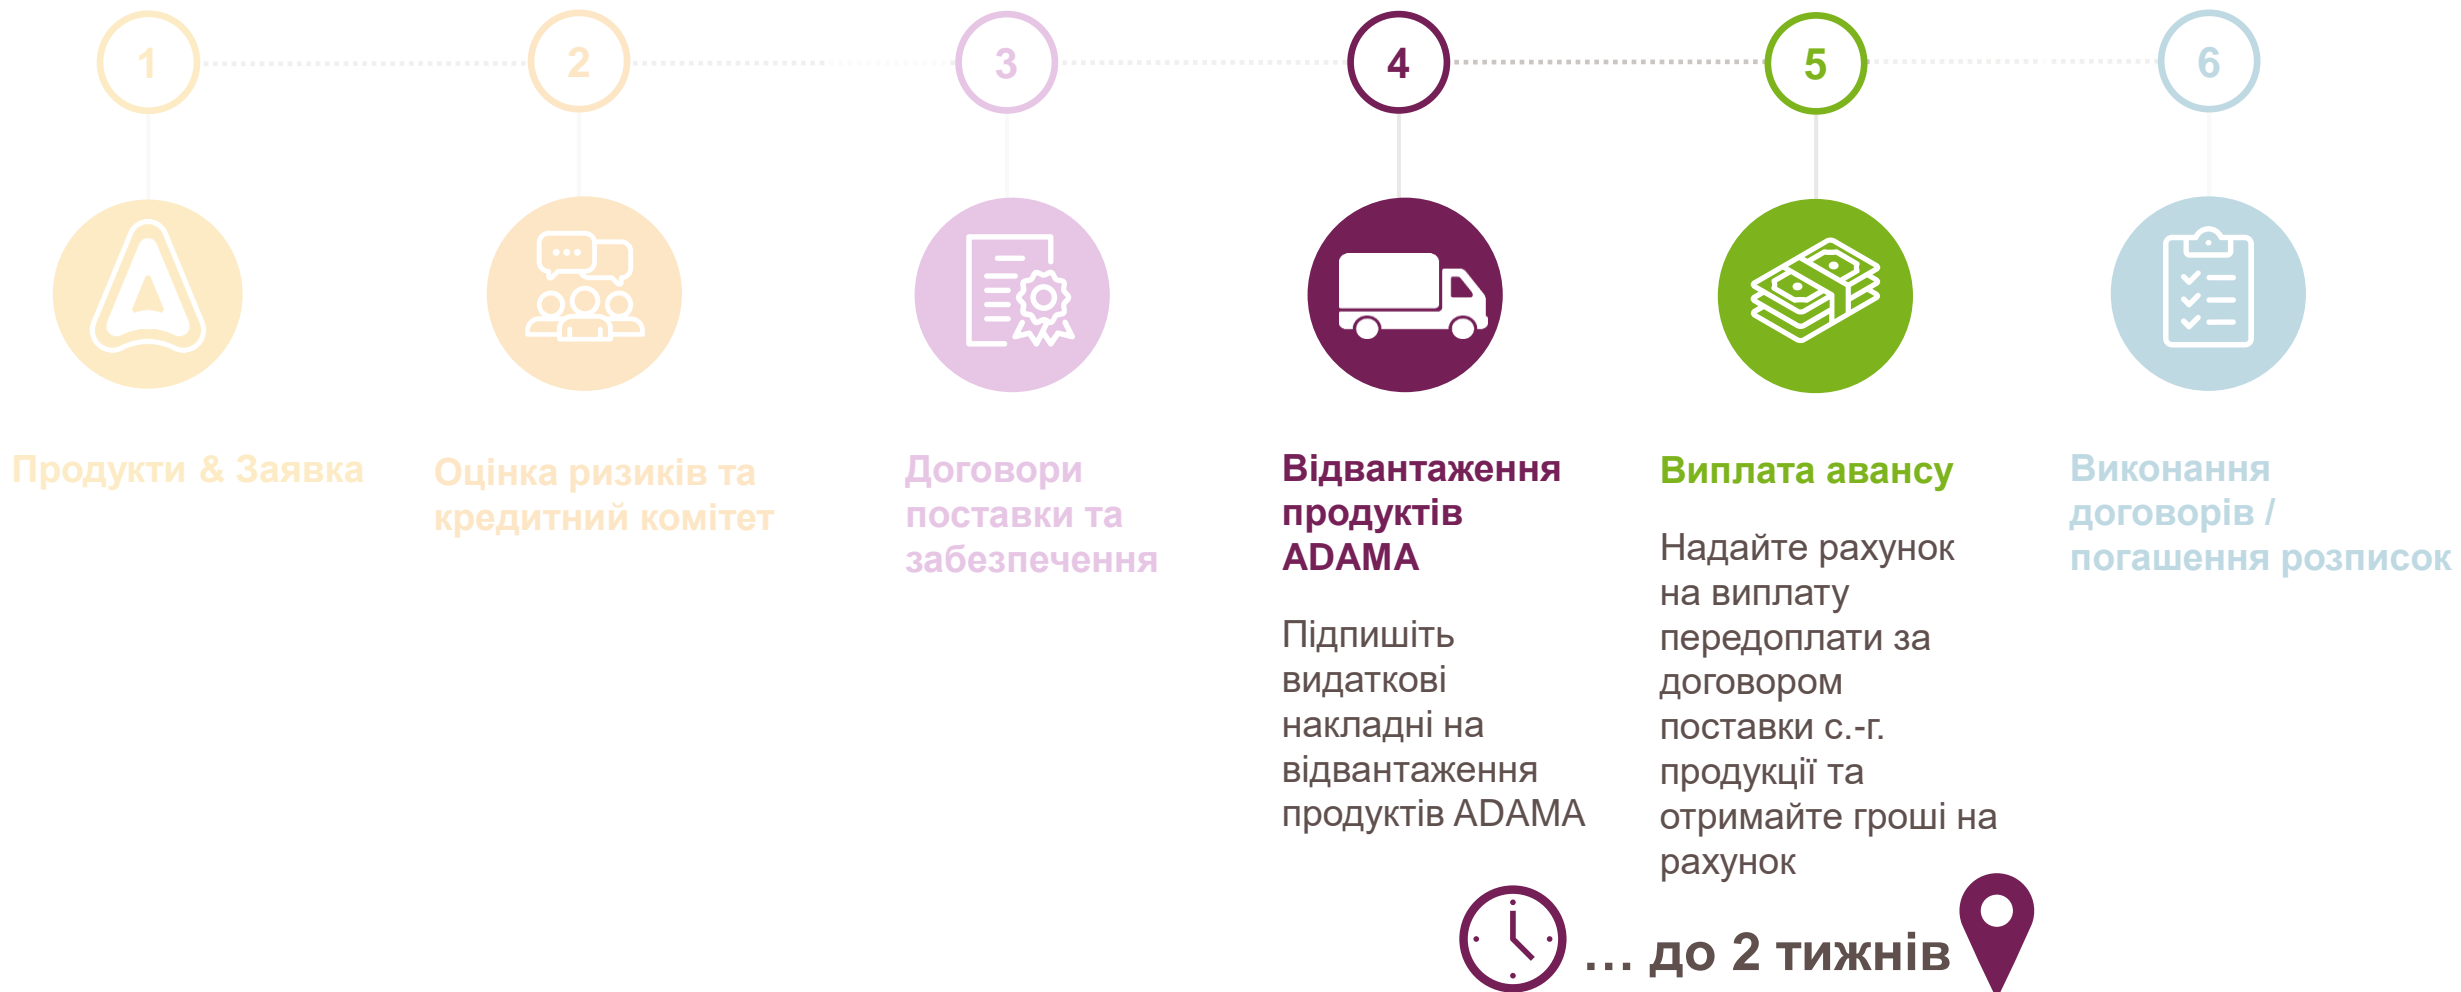 1
2
3
4
5
6
Продукти & Заявка
Оцінка ризиків та
кредитний комітет
Договори
поставки та
забезпечення
Відвантаження
продуктів
ADAMA
Підпишіть
видаткові
накладні на
відвантаження
продуктів ADAMA
Виплата авансу
Надайте рахунок
на виплату
передоплати за
договором
поставки с.-г.
продукції та
отримайте гроші на
рахунок
Виконання
договорів /
погашення розписок
... до 2 тижнів